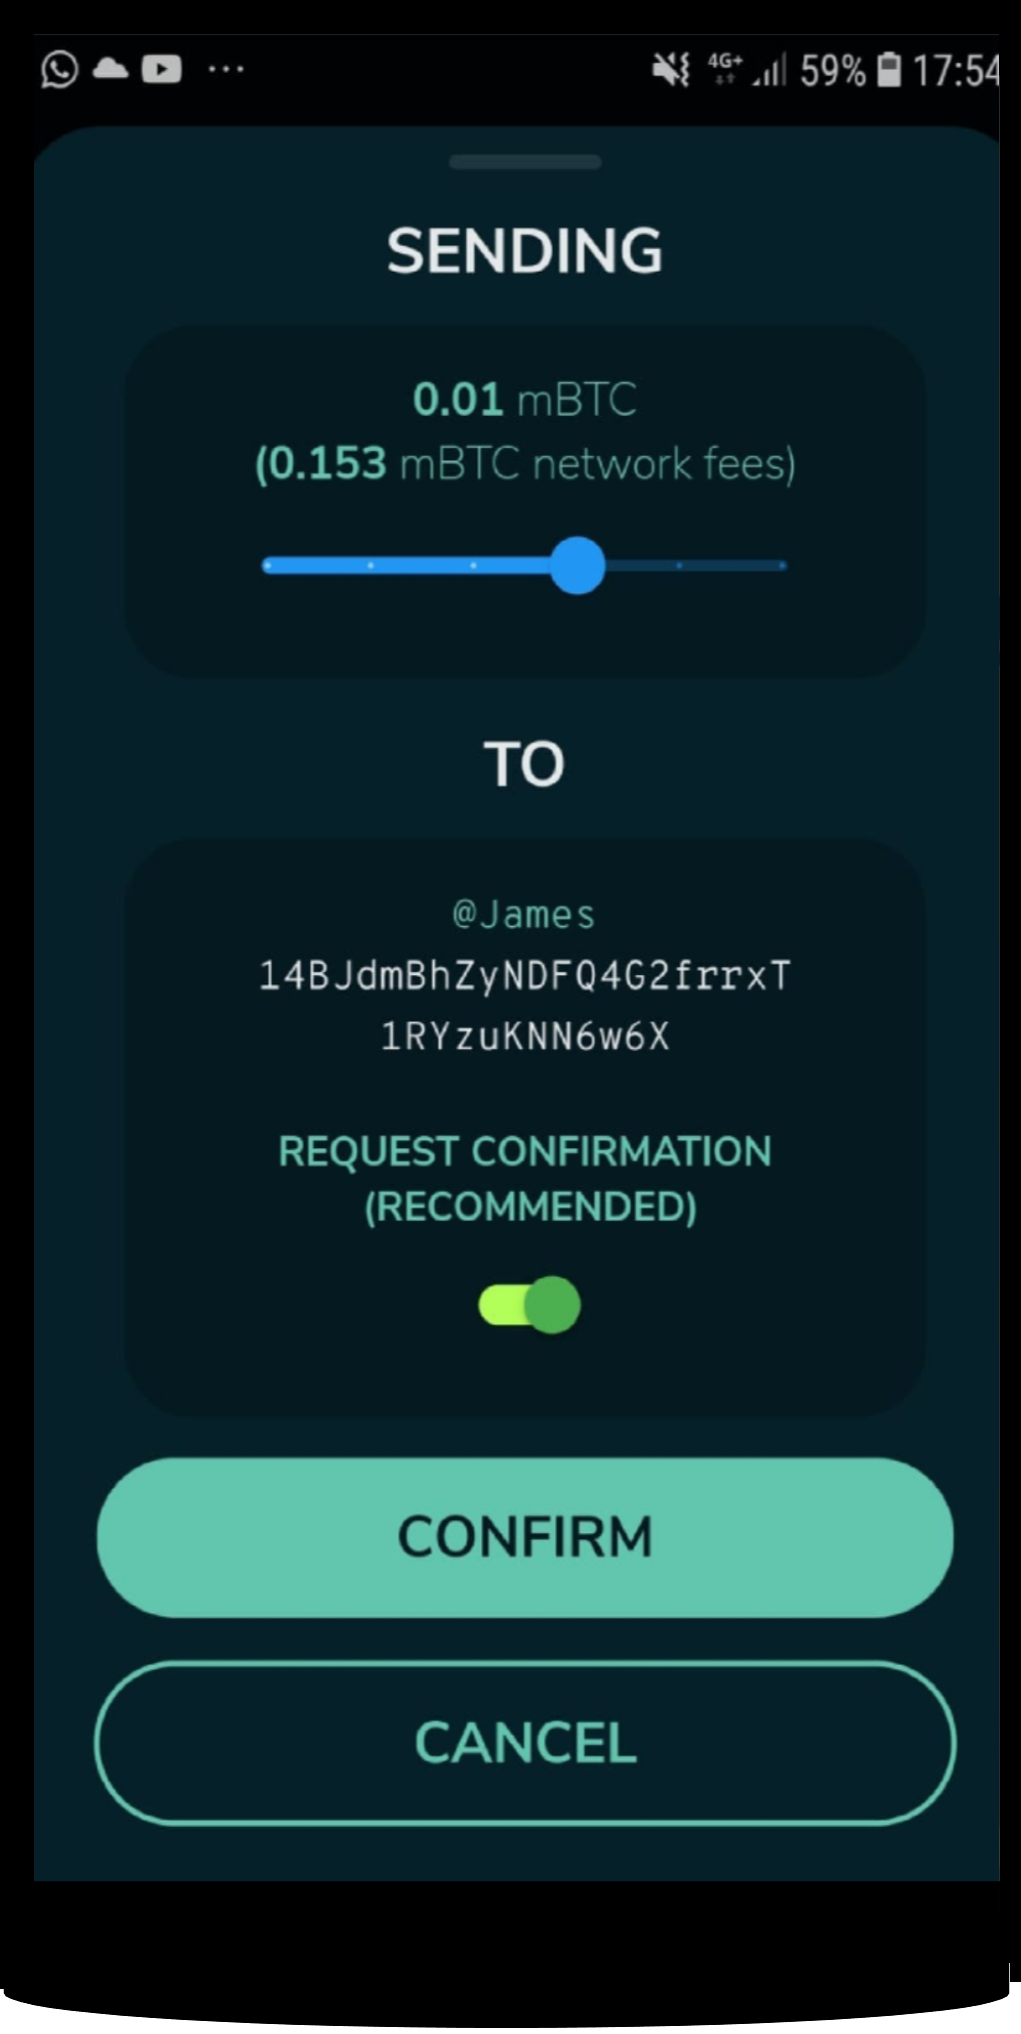 4G+ 59% 17:54
SENDING
0.01 mBTC
(0.153 mBTC network fees)
TO
@James
14BJdmBhZyNDFQ4G2frrxT
1RYzuKNN6w6X
REQUEST CONFIRMATION
(RECOMMENDED)
CONFIRM
CANCEL